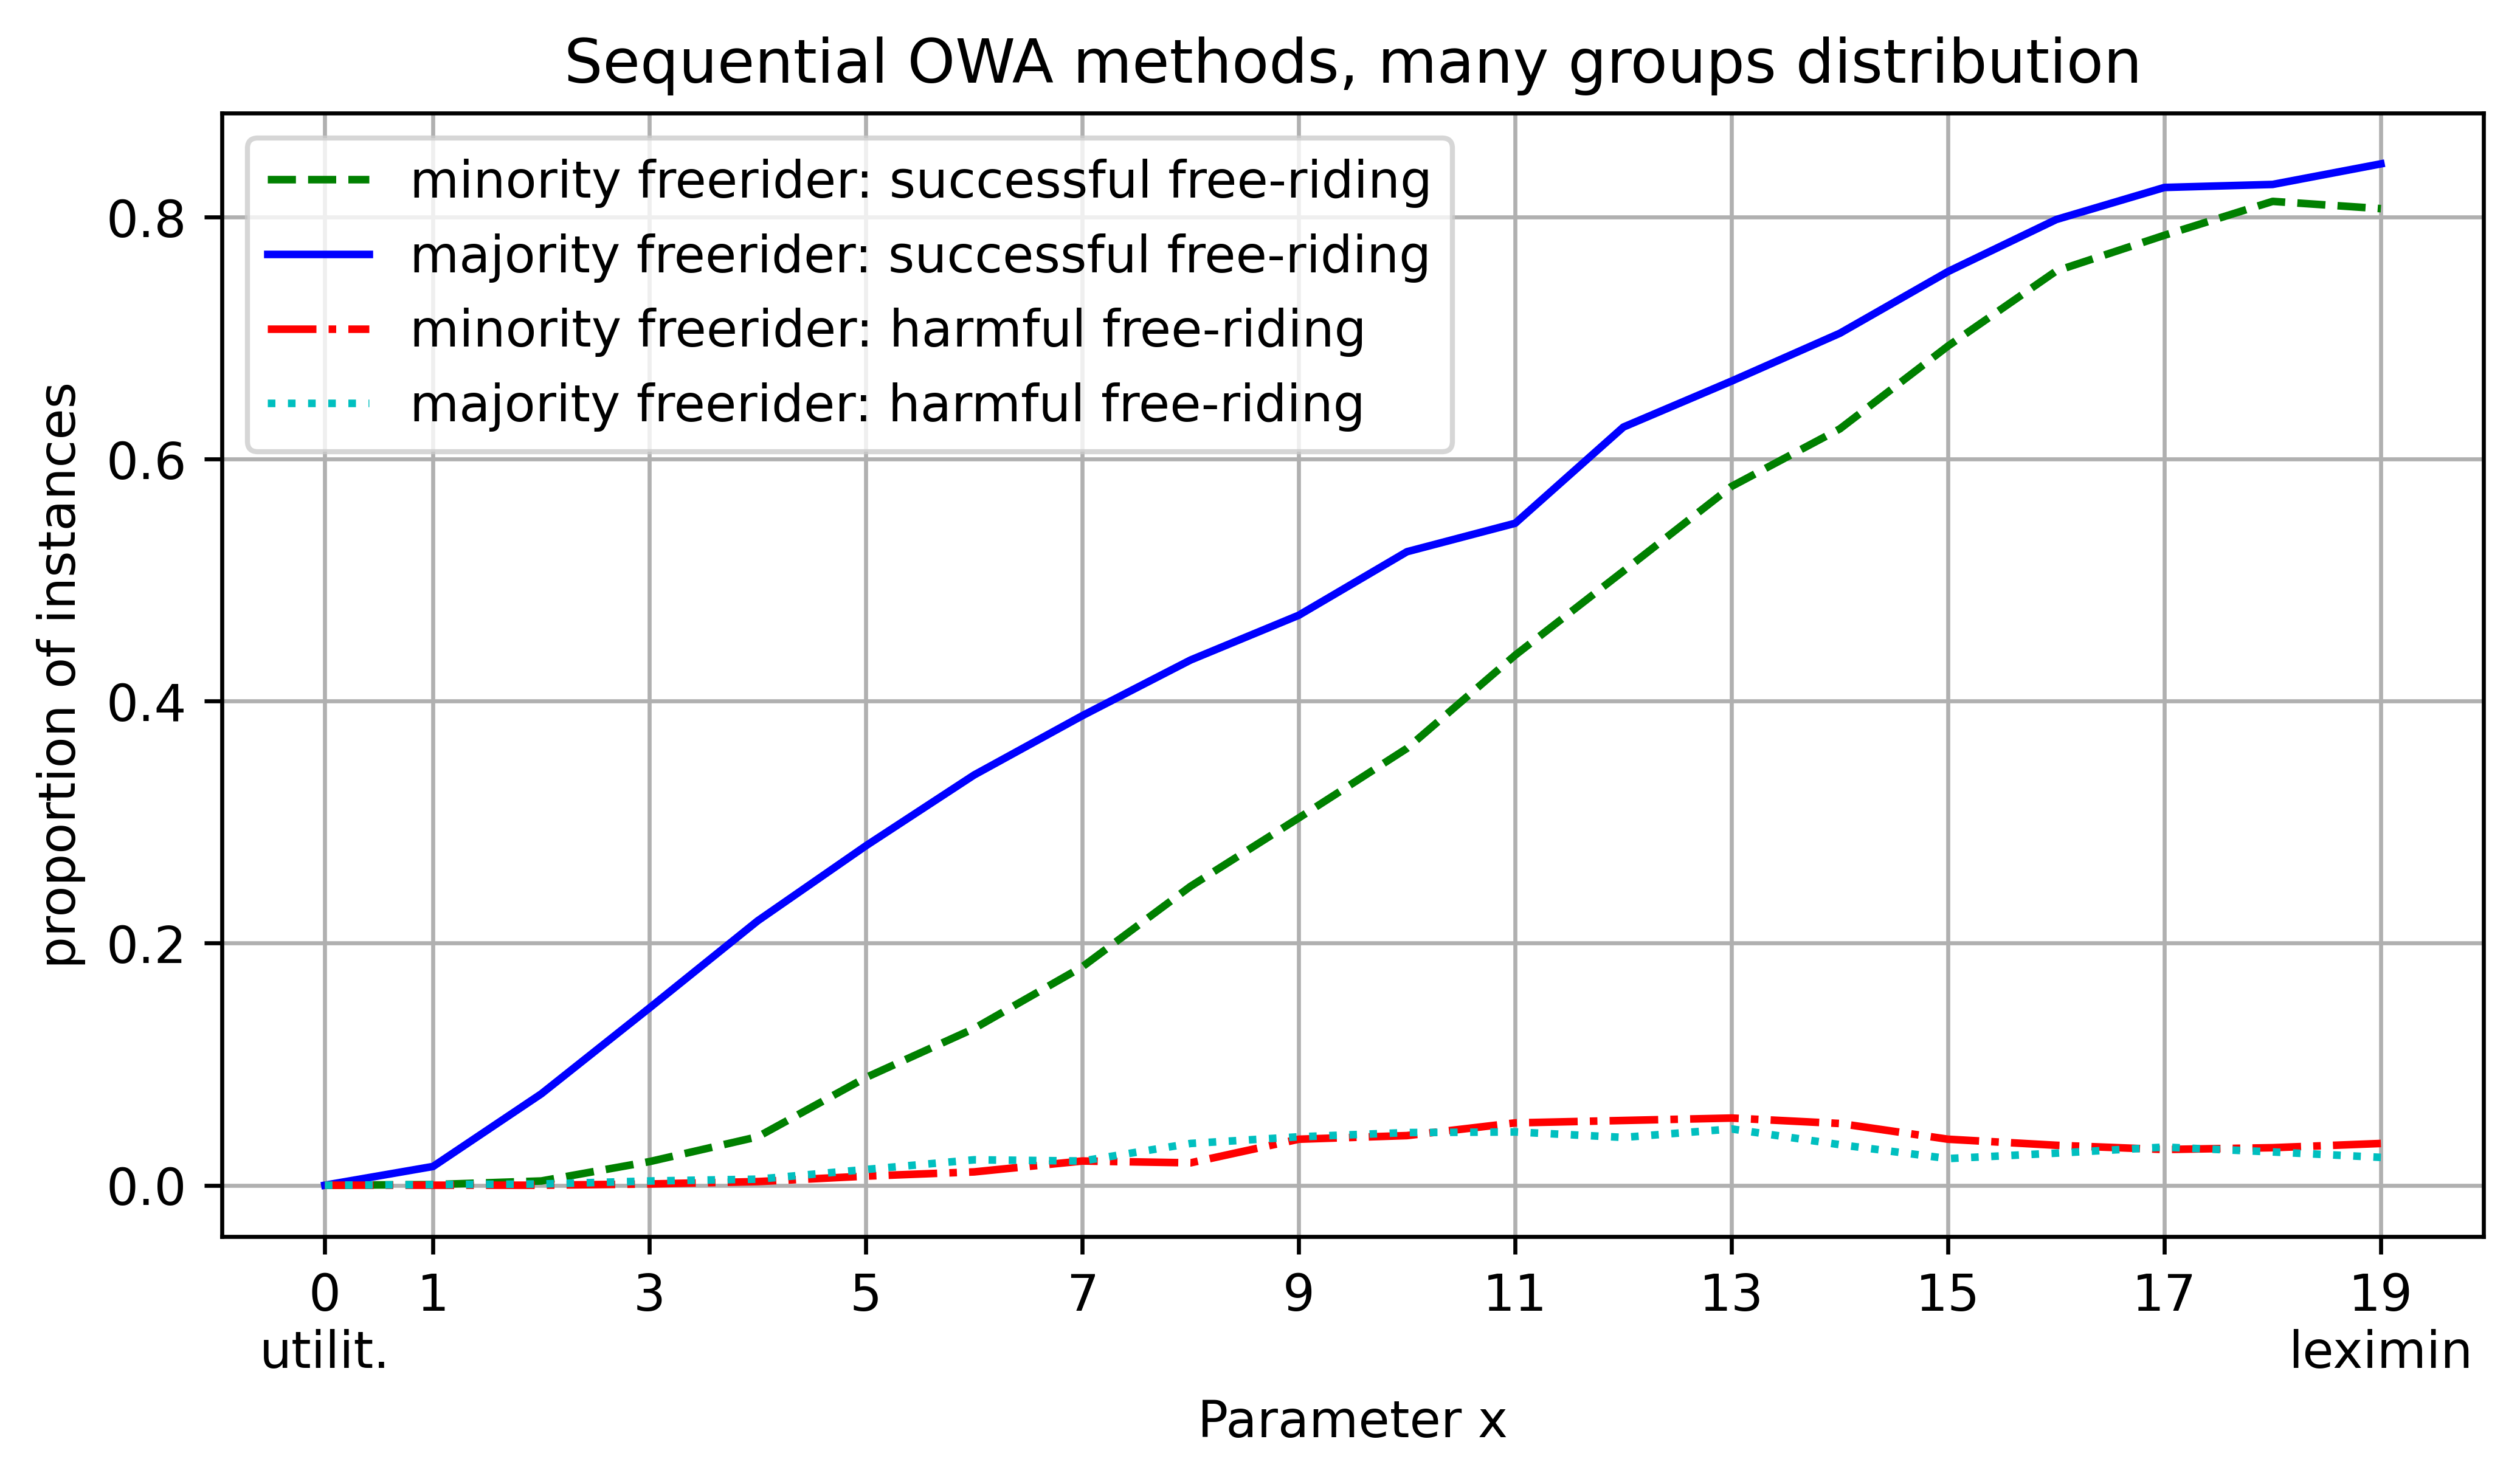 Sequential OWA methods, many groups distribution
minority freerider: successful free-riding
majority freerider: successful free-riding
minority freerider: harmful free-riding
majority freerider: harmful free-riding
proportion of instances
0.8
0.6
0.4
0.2
0.0
0 1 3 5 7 9 11 13 15 17 19
utilit. leximin
Parameter x